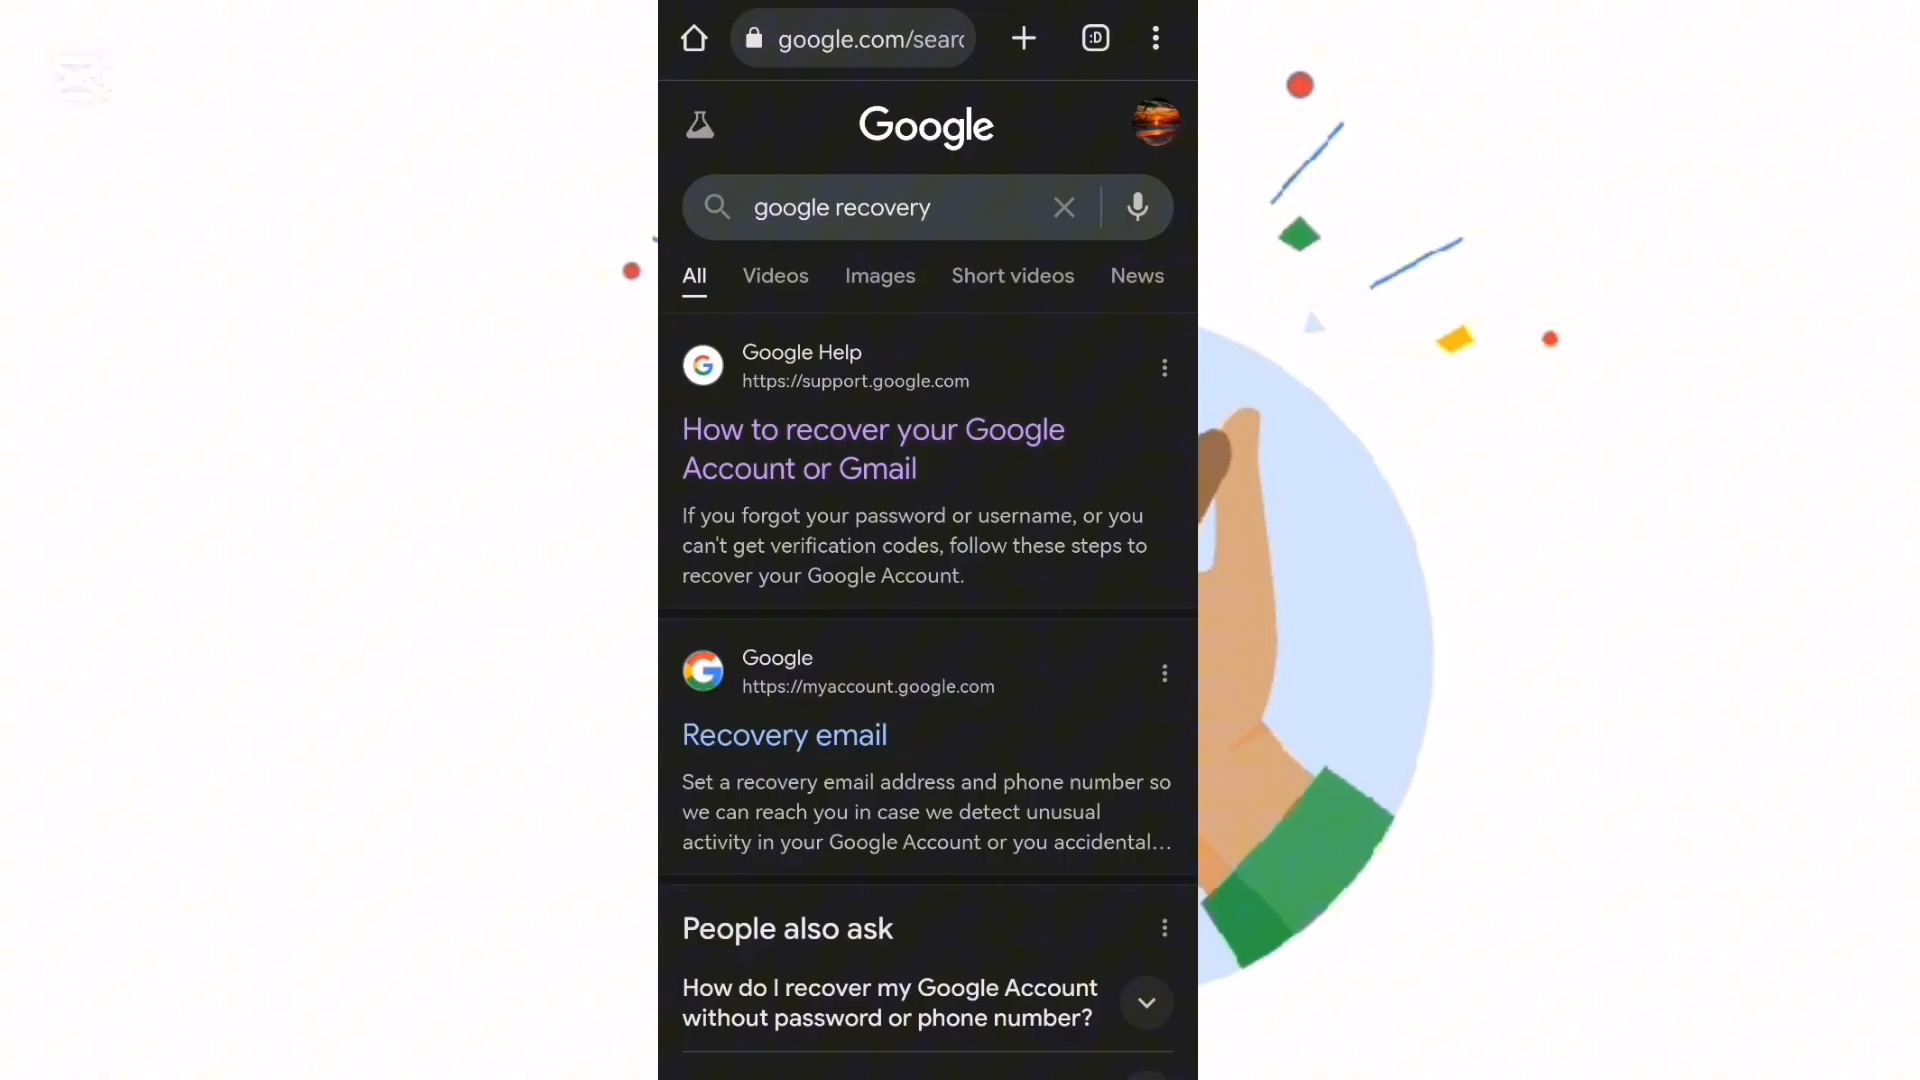 google.com/searc
:D
Google
google recovery
All Videos Images Short videos News
Google Help
https://support.google.com
How to recover your Google
Account or Gmail
If you forgot your password or username, or you
can't get verification codes, follow these steps to
recover your Google Account.
Google
https://myaccount.google.com
Recovery email
Set a recovery email address and phone number so
we can reach you in case we detect unusual
activity in your Google Account or you accidental...
People also ask
How do I recover my Google Account
without password or phone number?